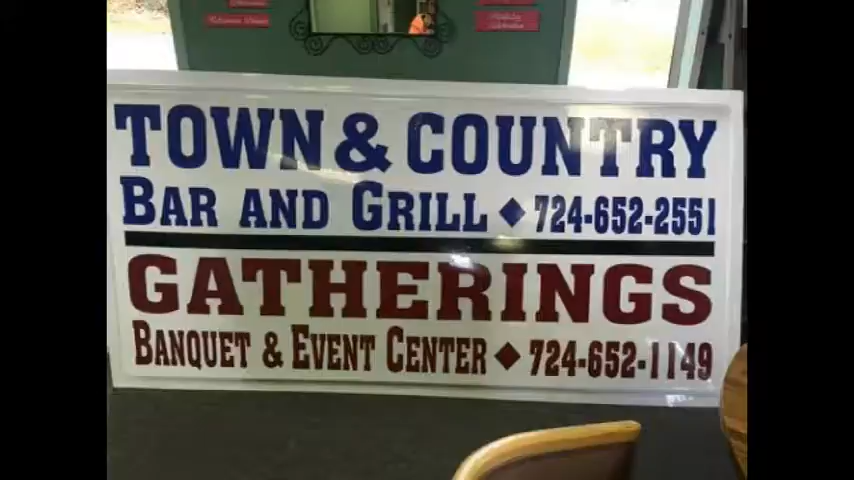 TOWN & COUNTRY
BAR AND GRILL ◆ 724-652-2551
GATHERINGS
BANQUET & EVENT CENTER ◆ 724-652-1149